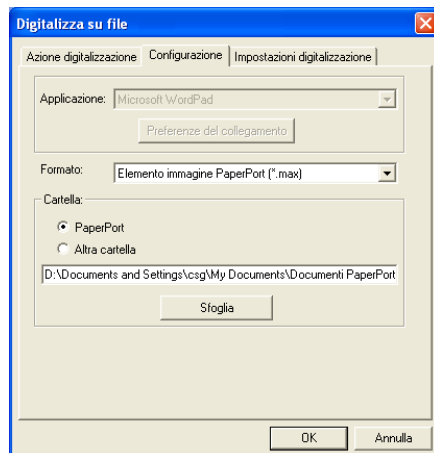 Digitalizza su file
Azione digitalizzazione Configurazione Impostazioni digitalizzazione
Applicazione: Microsoft WordPad
Preferenze del collegamento
Formato: Elemento immagine PaperPort (*.max)
Cartella:
PaperPort
Altra cartella
D:\Documents and Settings\csg\My Documents\Documenti PaperPort
Sfoglia
OK Annulla